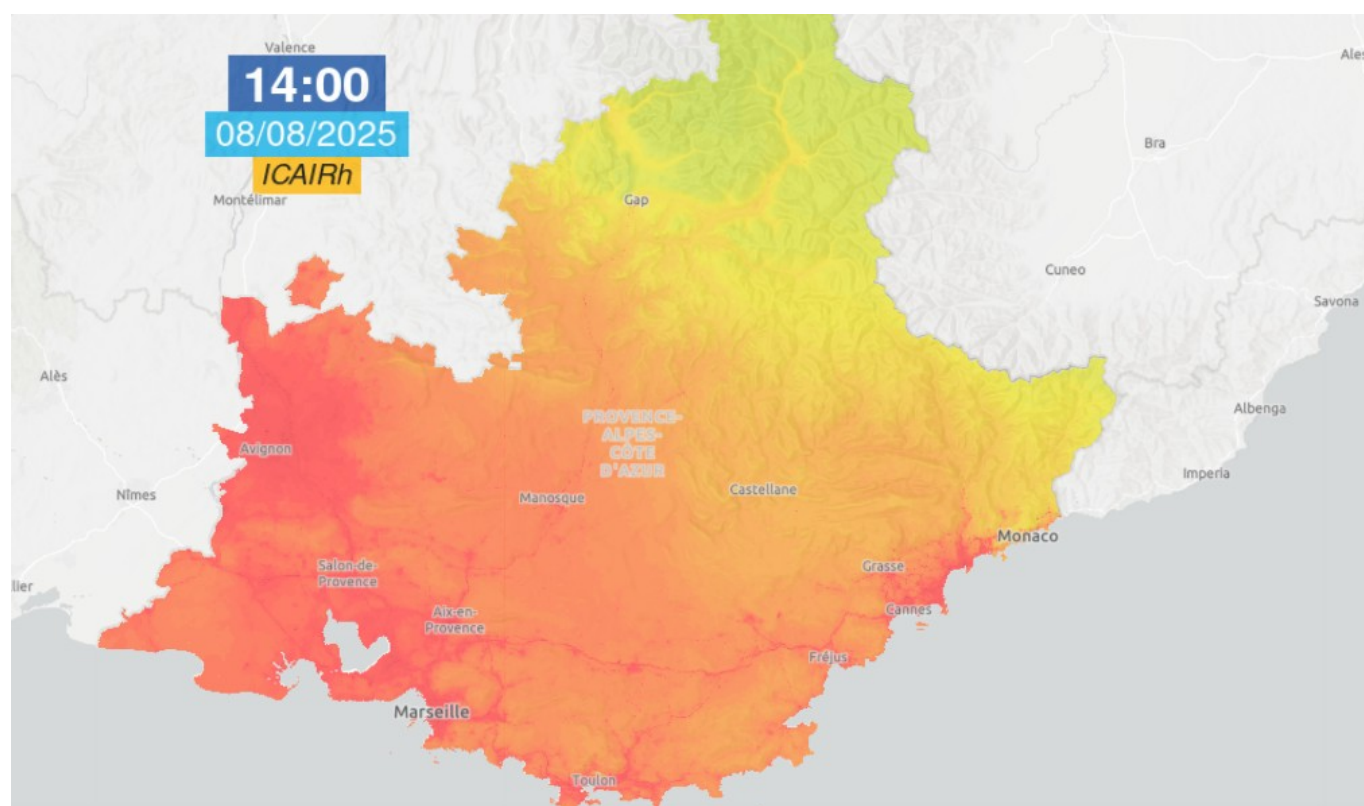 Valence
14:00
08/08/2025
ICAIRh
Montélimar
Gap
Bra
Cuneo
Savona
Alès
PROVENCE-
ALPES-
CÔTE
D'AZUR
Albenga
Avignon
Nîmes
Manosque
Castellane
Imperia
Monaco
Salon-de-
Provence
Grasse
Aix-en-
Provence
Cannes
Fréjus
Marseille
Toulon